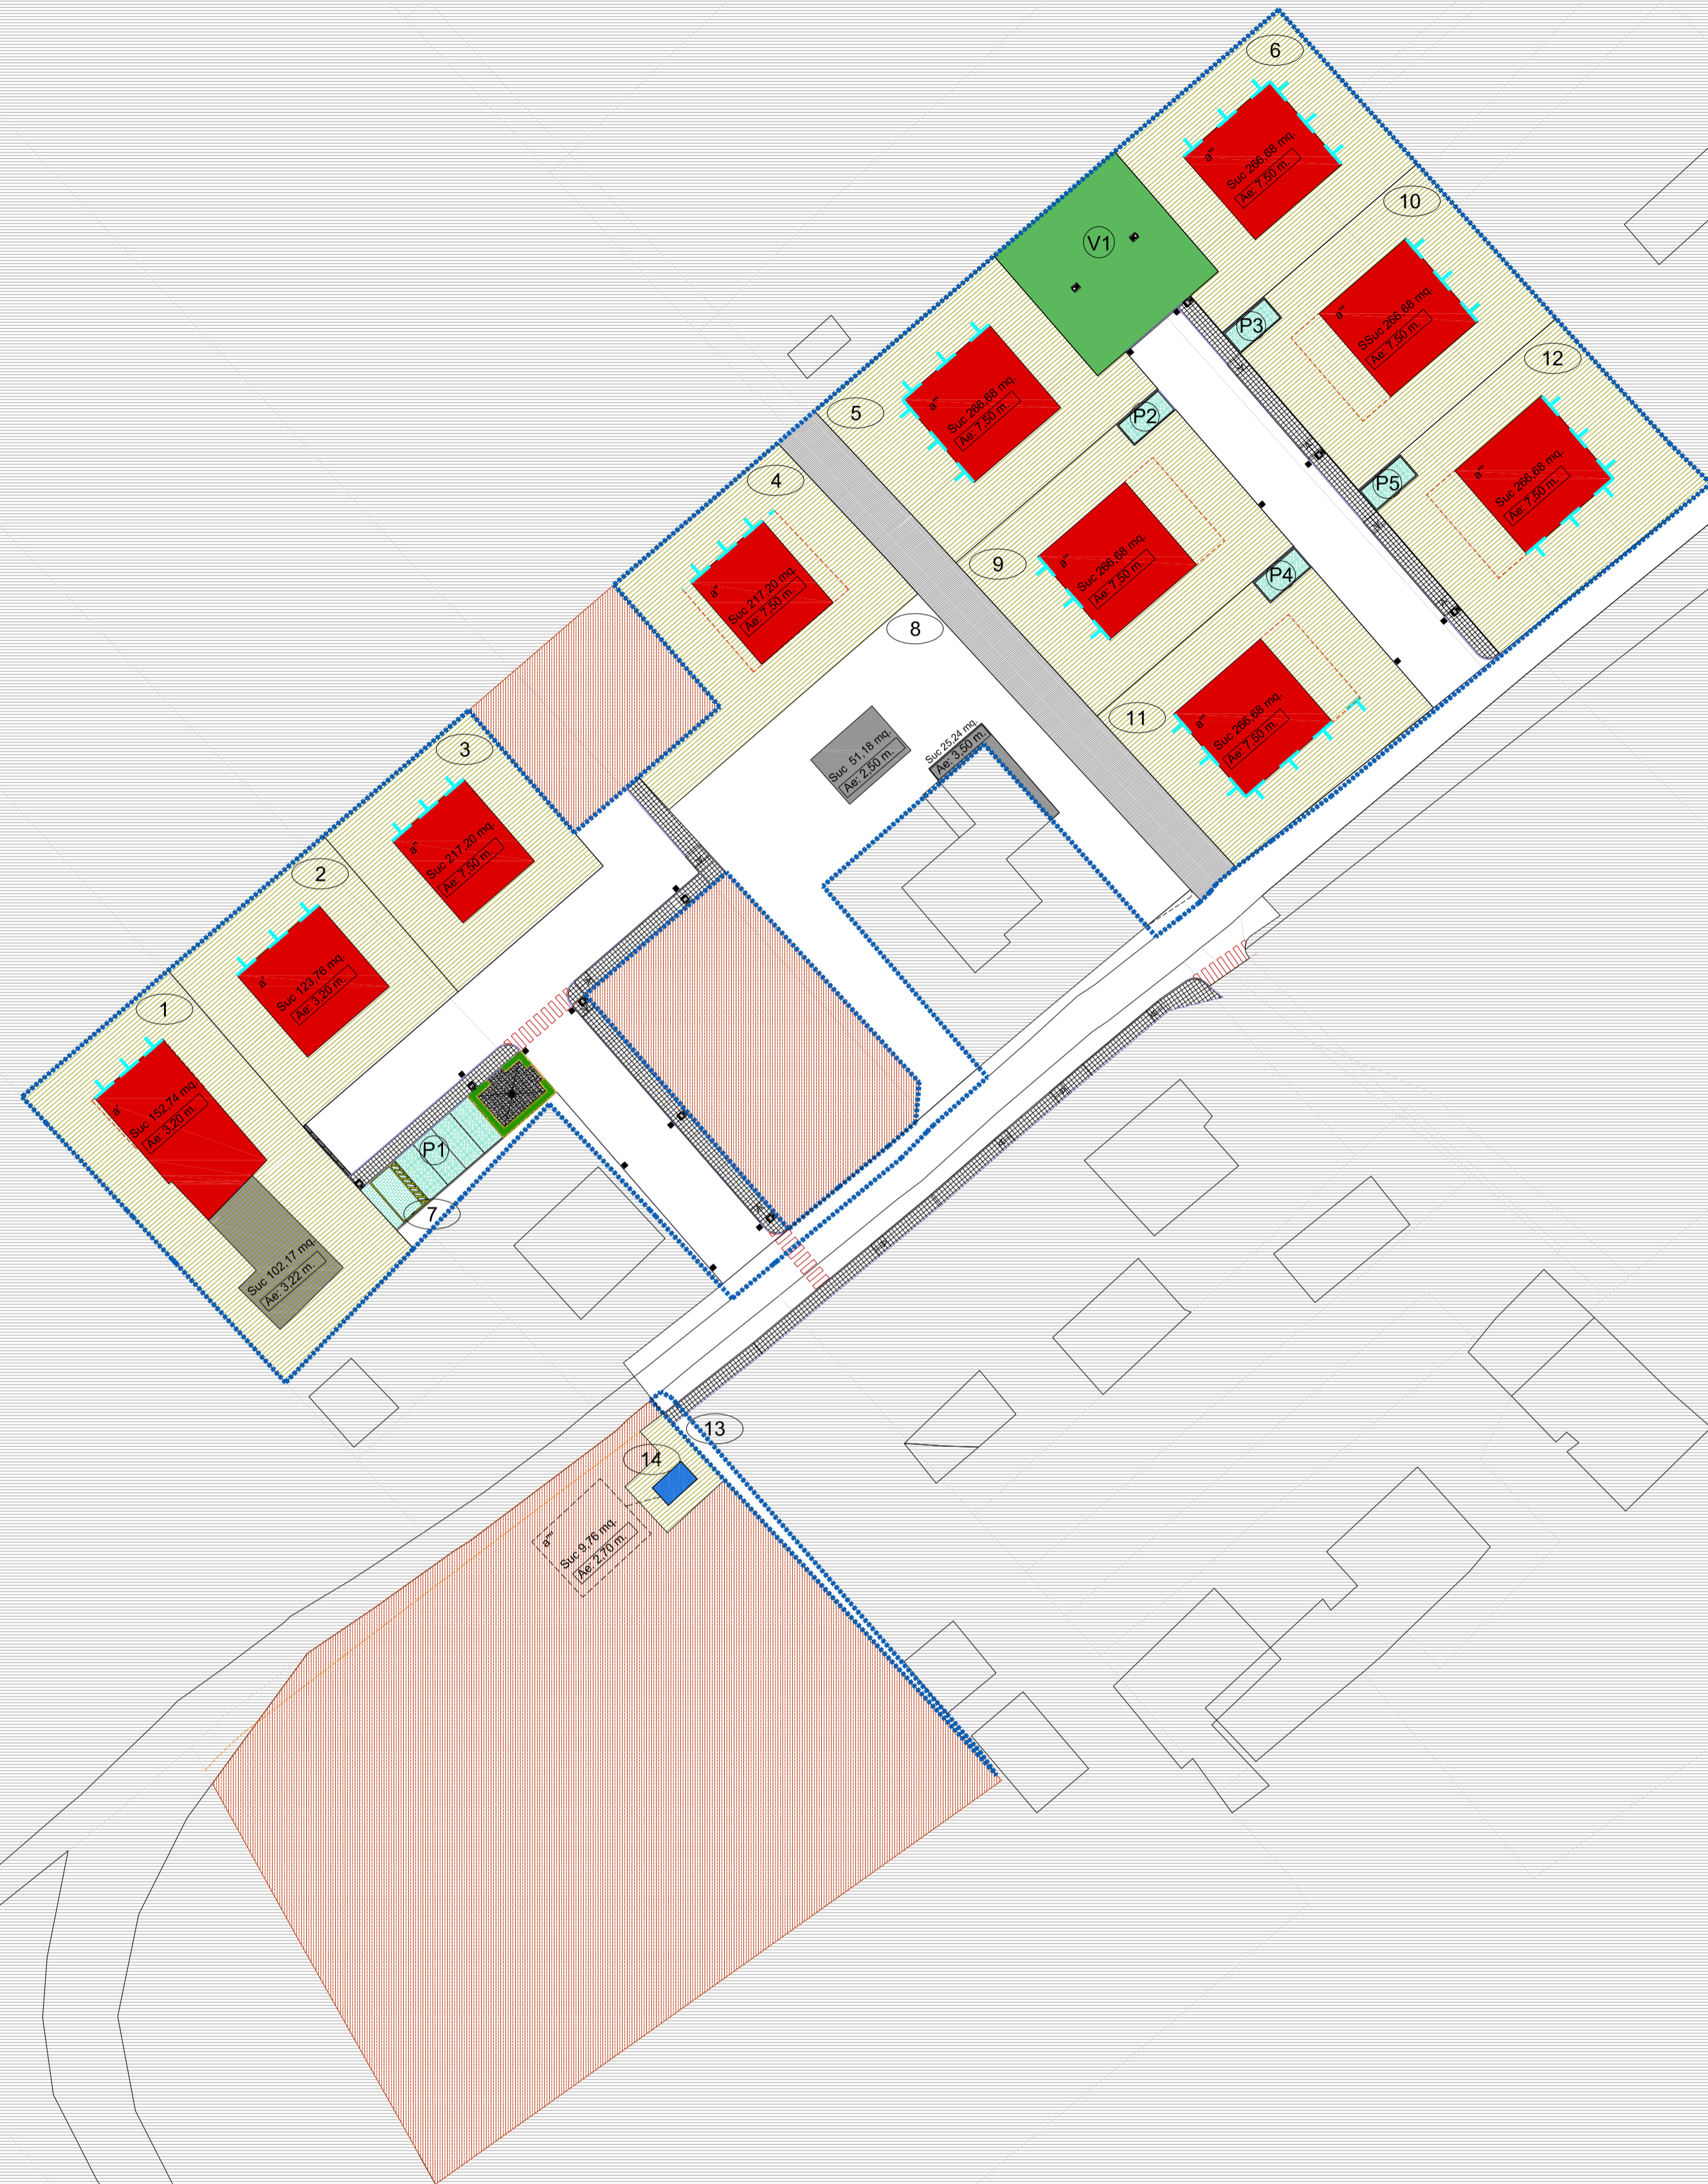 6
a'''
Suc 266,68 mq.
Ae: 7,50 m.
10
a'''
SSuc 266,68 mq.
Ae: 7,50 m.
12
a'''
Suc 266,68 mq.
Ae: 7,50 m.
V1
P3
P5
5
a'''
Suc 266,68 mq.
Ae: 7,50 m.
P2
9
a'''
Suc 266,68 mq.
Ae: 7,50 m.
P4
11
a'''
Suc 266,68 mq.
Ae: 7,50 m.
4
a''
Suc 217,20 mq.
Ae: 7,50 m.
8
Suc 51,18 mq.
Ae: 2,50 m.
Suc 25,24 mq.
Ae: 3,50 m.
3
a''
Suc 217,20 mq.
Ae: 7,50 m.
2
a'
Suc 123,76 mq.
Ae: 3,20 m.
1
a'
Suc 152,74 mq.
Ae: 3,20 m.
Suc 102,17 mq.
Ae: 3,22 m.
P1
7
13
14
a''''
Suc 9,76 mq.
Ae: 2,70 m.